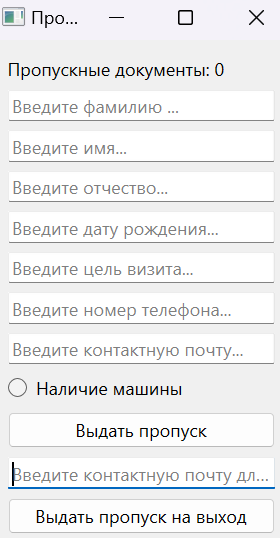 Про...
Пропускные документы: 0
Введите фамилию ...
Введите имя...
Введите отчество...
Введите дату рождения...
Введите цель визита...
Введите номер телефона...
Введите контактную почту...
Наличие машины
Выдать пропуск
Введите контактную почту дл...
Выдать пропуск на выход